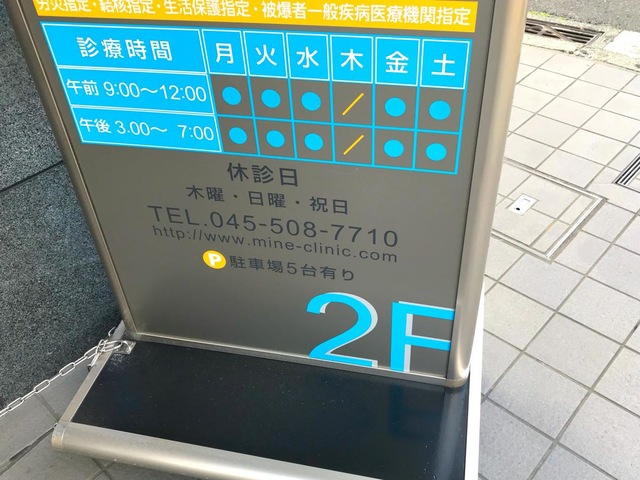 労災指定・結核指定・生活保護指定・被爆者一般疾病医療機関指定
診療時間 月 火 水 木 金 土
午前 9:00〜12:00 ● ● ● ／ ● ●
午後 3.00〜 7:00 ● ● ● ／ ● ●
休診日
木曜・日曜・祝日
TEL.045-508-7710
http://www.mine-clinic.com
P 駐車場5台有り
2F